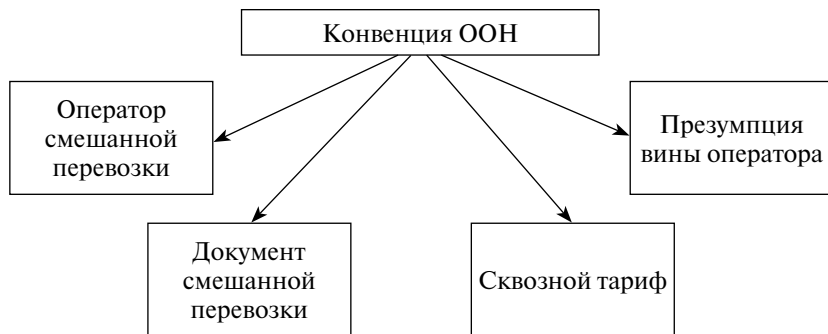 Конвенция ООН
Оператор
смешанной
перевозки
Презумпция
вины оператора
Документ
смешанной
перевозки
Сквозной тариф